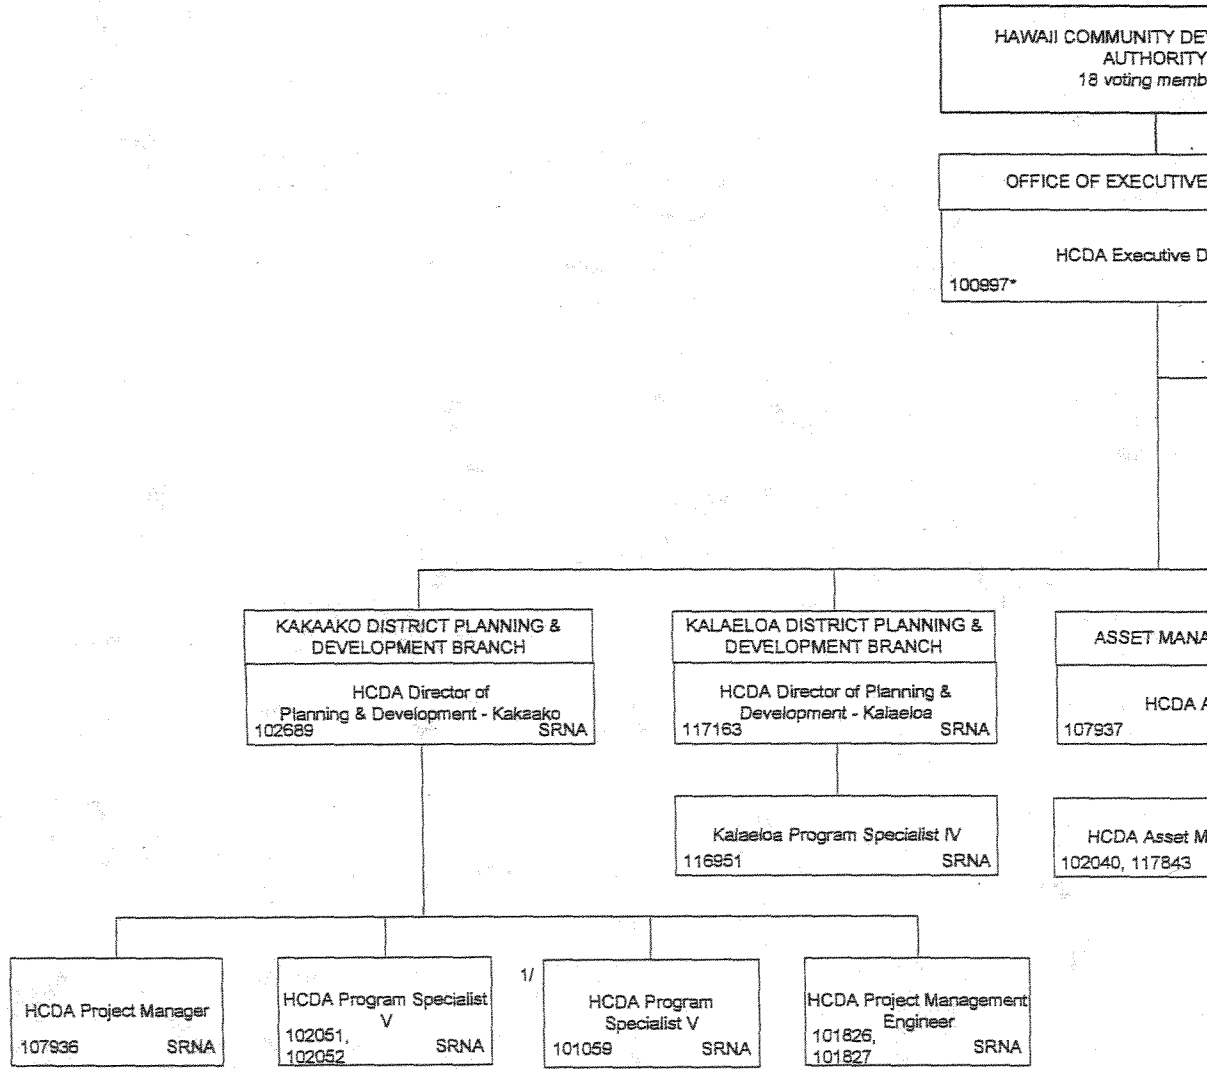 HAWAII COMMUNITY DE
AUTHORITY
18 voting memb
OFFICE OF EXECUTIVE
HCDA Executive D
100997*
KAKAAKO DISTRICT PLANNING &
DEVELOPMENT BRANCH
HCDA Director of
Planning & Development - Kakaako
102689 SRNA
KALAELOA DISTRICT PLANNING &
DEVELOPMENT BRANCH
HCDA Director of Planning &
Development - Kalaeloa
117163 SRNA
ASSET MANA
HCDA A
107937
Kalaeloa Program Specialist IV
116951 SRNA
HCDA Asset M
102040, 117843
HCDA Project Manager
107936 SRNA
HCDA Program Specialist
V
102051,
102052 SRNA
1/
HCDA Program
Specialist V
101059 SRNA
HCDA Project Management
Engineer
101826,
101827 SRNA